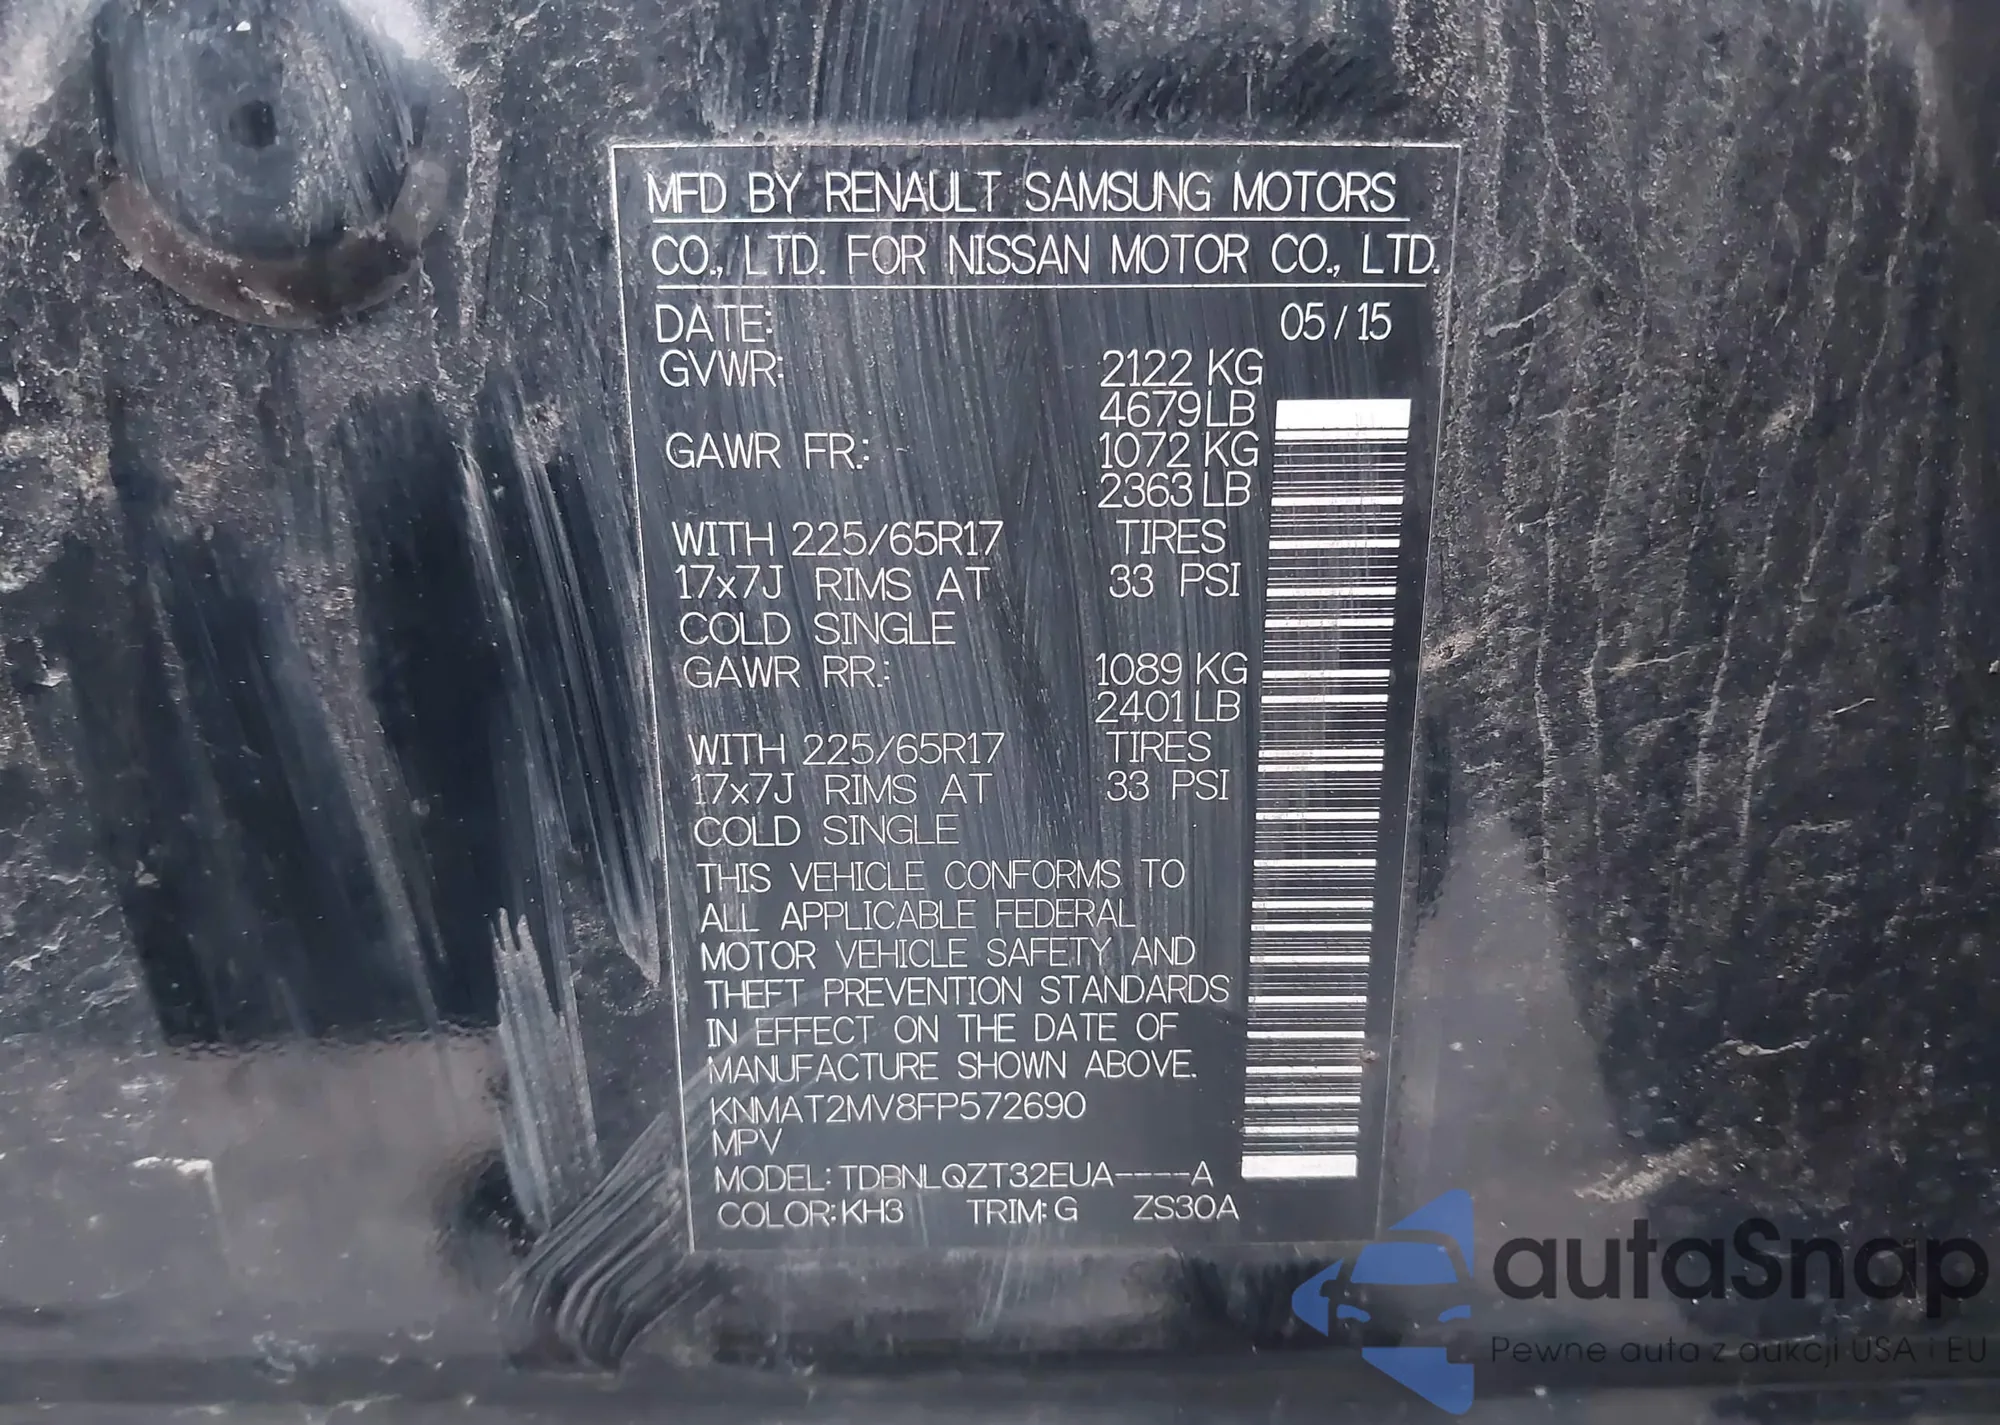 MFD BY RENAULT SAMSUNG MOTORS
CO., LTD. FOR NISSAN MOTOR CO., LTD.
DATE: 05/15
GVWR: 2122 KG
4679 LB
GAWR FR.: 1072 KG
2363 LB
WITH 225/65R17 TIRES
17x7J RIMS AT 33 PSI
COLD SINGLE
GAWR RR.: 1089 KG
2401 LB
WITH 225/65R17 TIRES
17x7J RIMS AT 33 PSI
COLD SINGLE
THIS VEHICLE CONFORMS TO
ALL APPLICABLE FEDERAL
MOTOR VEHICLE SAFETY AND
THEFT PREVENTION STANDARDS
IN EFFECT ON THE DATE OF
MANUFACTURE SHOWN ABOVE.
KNMAT2MV8FP572690
MPV
MODEL: TDBNLQZT32EUA----A
COLOR: KH3 TRIM: G ZS30A
autaSnap
Pewne auta z aukcji USA i EU